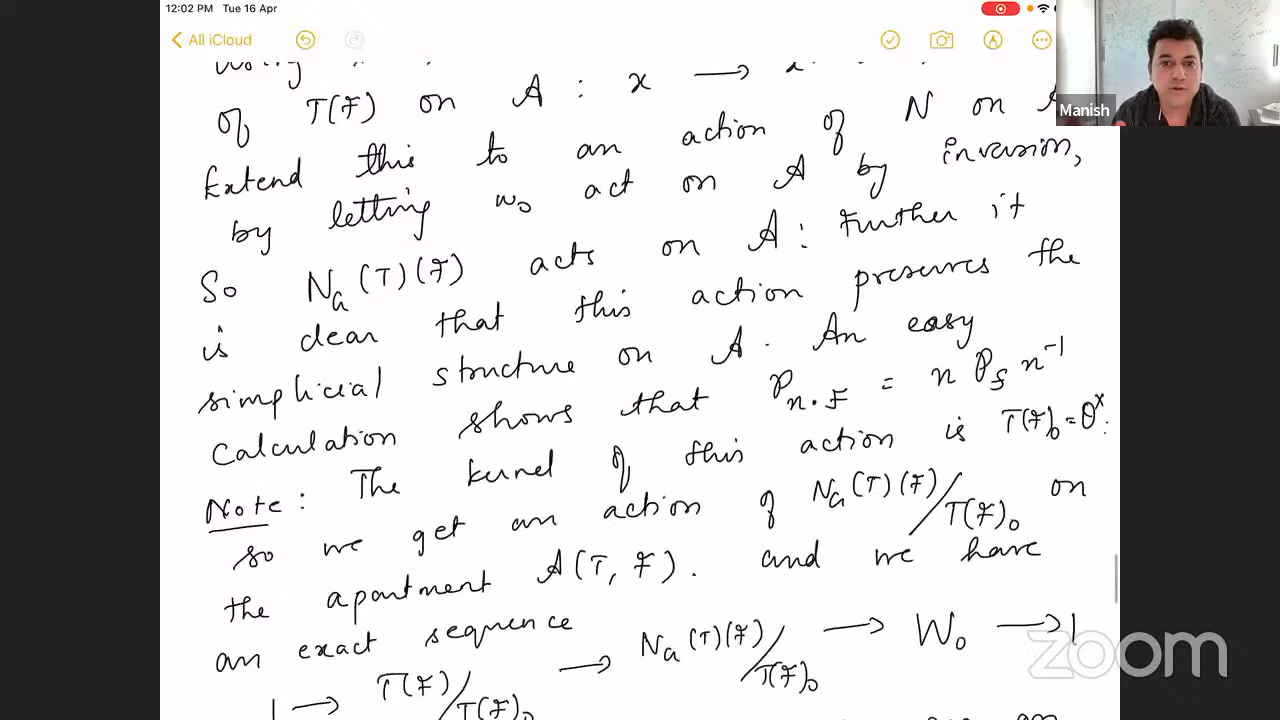 12:02 PM Tue 16 Apr
All iCloud
Manish
of T(F) on A : x →
Extend this to an action of N on A
by letting w₀ act on A by inversion,
So N_G(T)(F) acts on A : Further it
is clear that this action preserves the
simplicial structure on A. An easy
calculation shows that P_{n·F} = n P_F n⁻¹
Note : The kernel of this action is T(F)₀ = O^× :
so we get an action of N_G(T)(F)/T(F)₀ on
the apartment A(T, F). and we have
an exact sequence
1 → T(F)/T(F)₀ → N_G(T)(F)/T(F)₀ → W₀ → 1
zoom